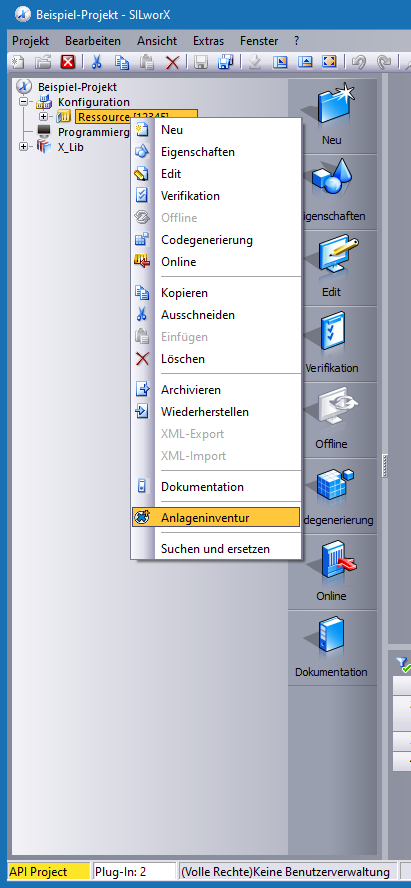 Beispiel-Projekt - SILworX
Projekt Bearbeiten Ansicht Extras Fenster ?
Beispiel-Projekt
Konfiguration
Ressource [12345]
Programmierg
X_Lib
Neu
Eigenschaften
Edit
Verifikation
Offline
Codegenerierung
Online
Kopieren
Ausschneiden
Einfügen
Löschen
Archivieren
Wiederherstellen
XML-Export
XML-Import
Dokumentation
Anlageninventur
Suchen und ersetzen
Neu
igenschaften
Edit
Verifikation
Offline
degenerierung
Online
Dokumentation
API Project Plug-In: 2 (Volle Rechte)Keine Benutzerverwaltung